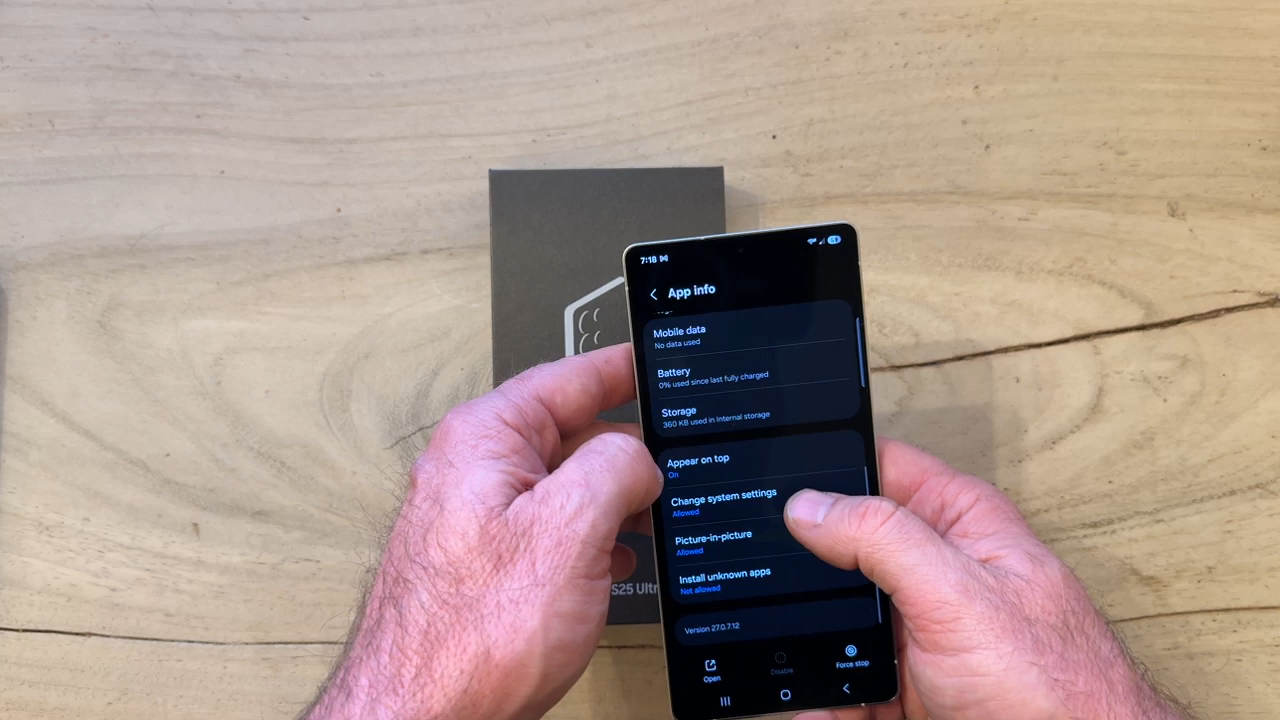 7:18
App info
Mobile data
No data used
Battery
0% used since last fully charged
Storage
360 KB used in internal storage
Appear on top
On
Change system settings
Allowed
Picture-in-picture
Allowed
Install unknown apps
Not allowed
S25 Ultr
Version 27.0.7.12
Open
Disable
Force stop